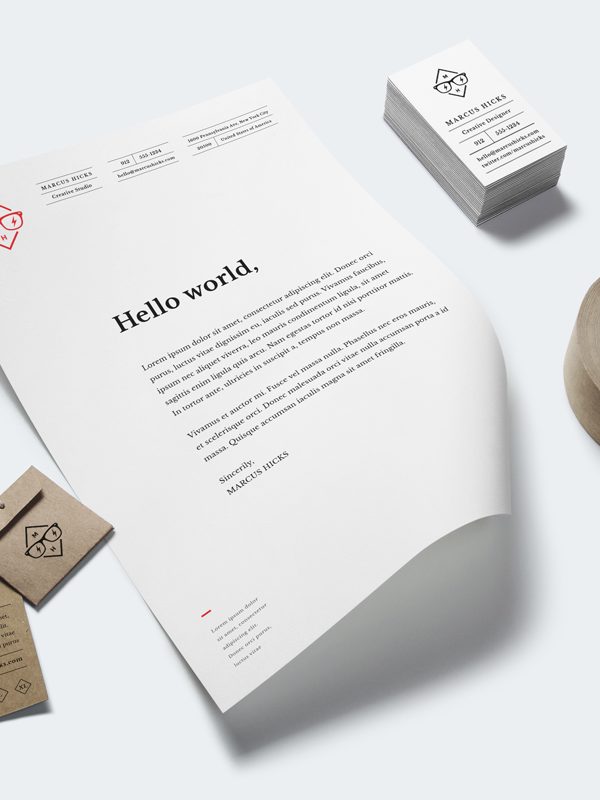 MARCUS HICKS
Creative Studio
912 555-1234
hello@marcushicks.com
1600 Pennsylvania Ave, New York City
20500 United States of America
M
H
Hello world,
Lorem ipsum dolor sit amet, consectetur adipiscing elit. Donec orci
purus, luctus vitae dignissim eu, iaculis sed purus. Vivamus faucibus,
ipsum nec aliquet viverra, leo mauris condimentum ligula, sit amet
sagittis enim ligula quis arcu. Nam egestas tortor id nisi porttitor mattis.
In tortor ante, ultricies in suscipit a, tempus non massa.
Vivamus et auctor mi. Fusce vel massa nulla. Phasellus nec eros mauris,
et scelerisque orci. Donec malesuada orci vitae nulla accumsan porta a id
massa. Quisque accumsan iaculis magna sit amet fringilla.
Sincerily,
MARCUS HICKS
Lorem ipsum dolor
sit amet, consectetur
adipiscing elit.
Donec orci purus,
luctus vitae
M
H
MARCUS HICKS
Creative Designer
912 555-1234
hello@marcushicks.com
twitter.com/marcushicks
M
H
elit.
vitae
purus
ks.com